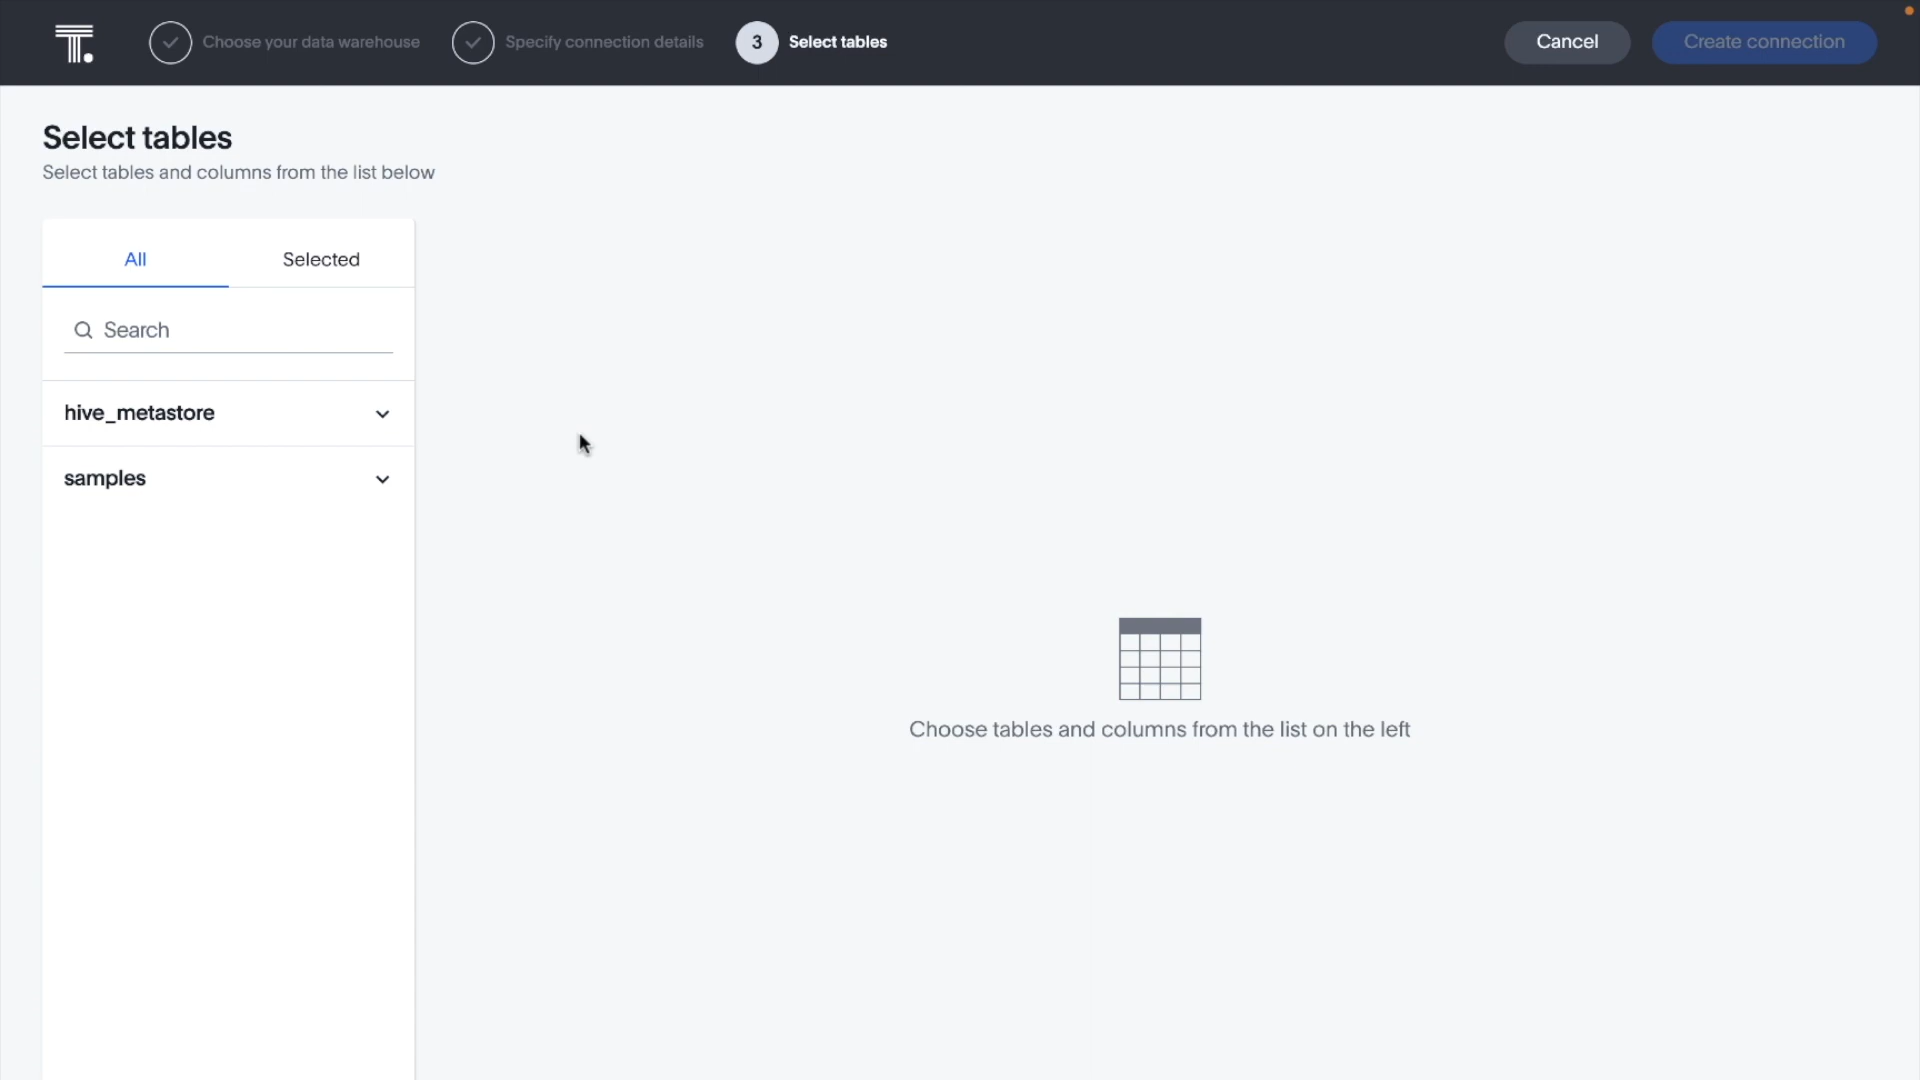 T.
Choose your data warehouse
Specify connection details
3 Select tables
Cancel
Create connection
Select tables
Select tables and columns from the list below
All
Selected
Search
hive_metastore
samples
Choose tables and columns from the list on the left